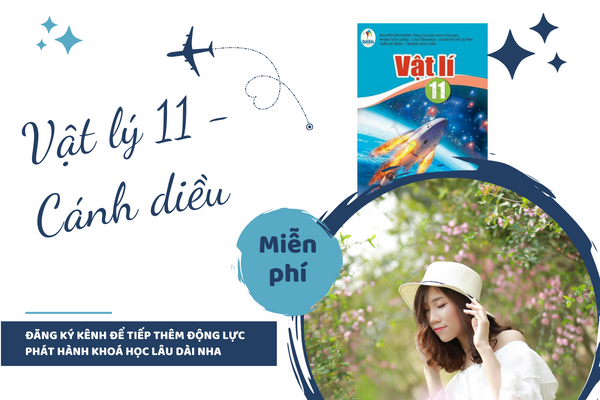 Vật lý 11 -
Cánh diều
Vật lí
11
Miễn
phí
ĐĂNG KÝ KÊNH ĐỂ TIẾP THÊM ĐỘNG LỰC
PHÁT HÀNH KHOÁ HỌC LÂU DÀI NHA